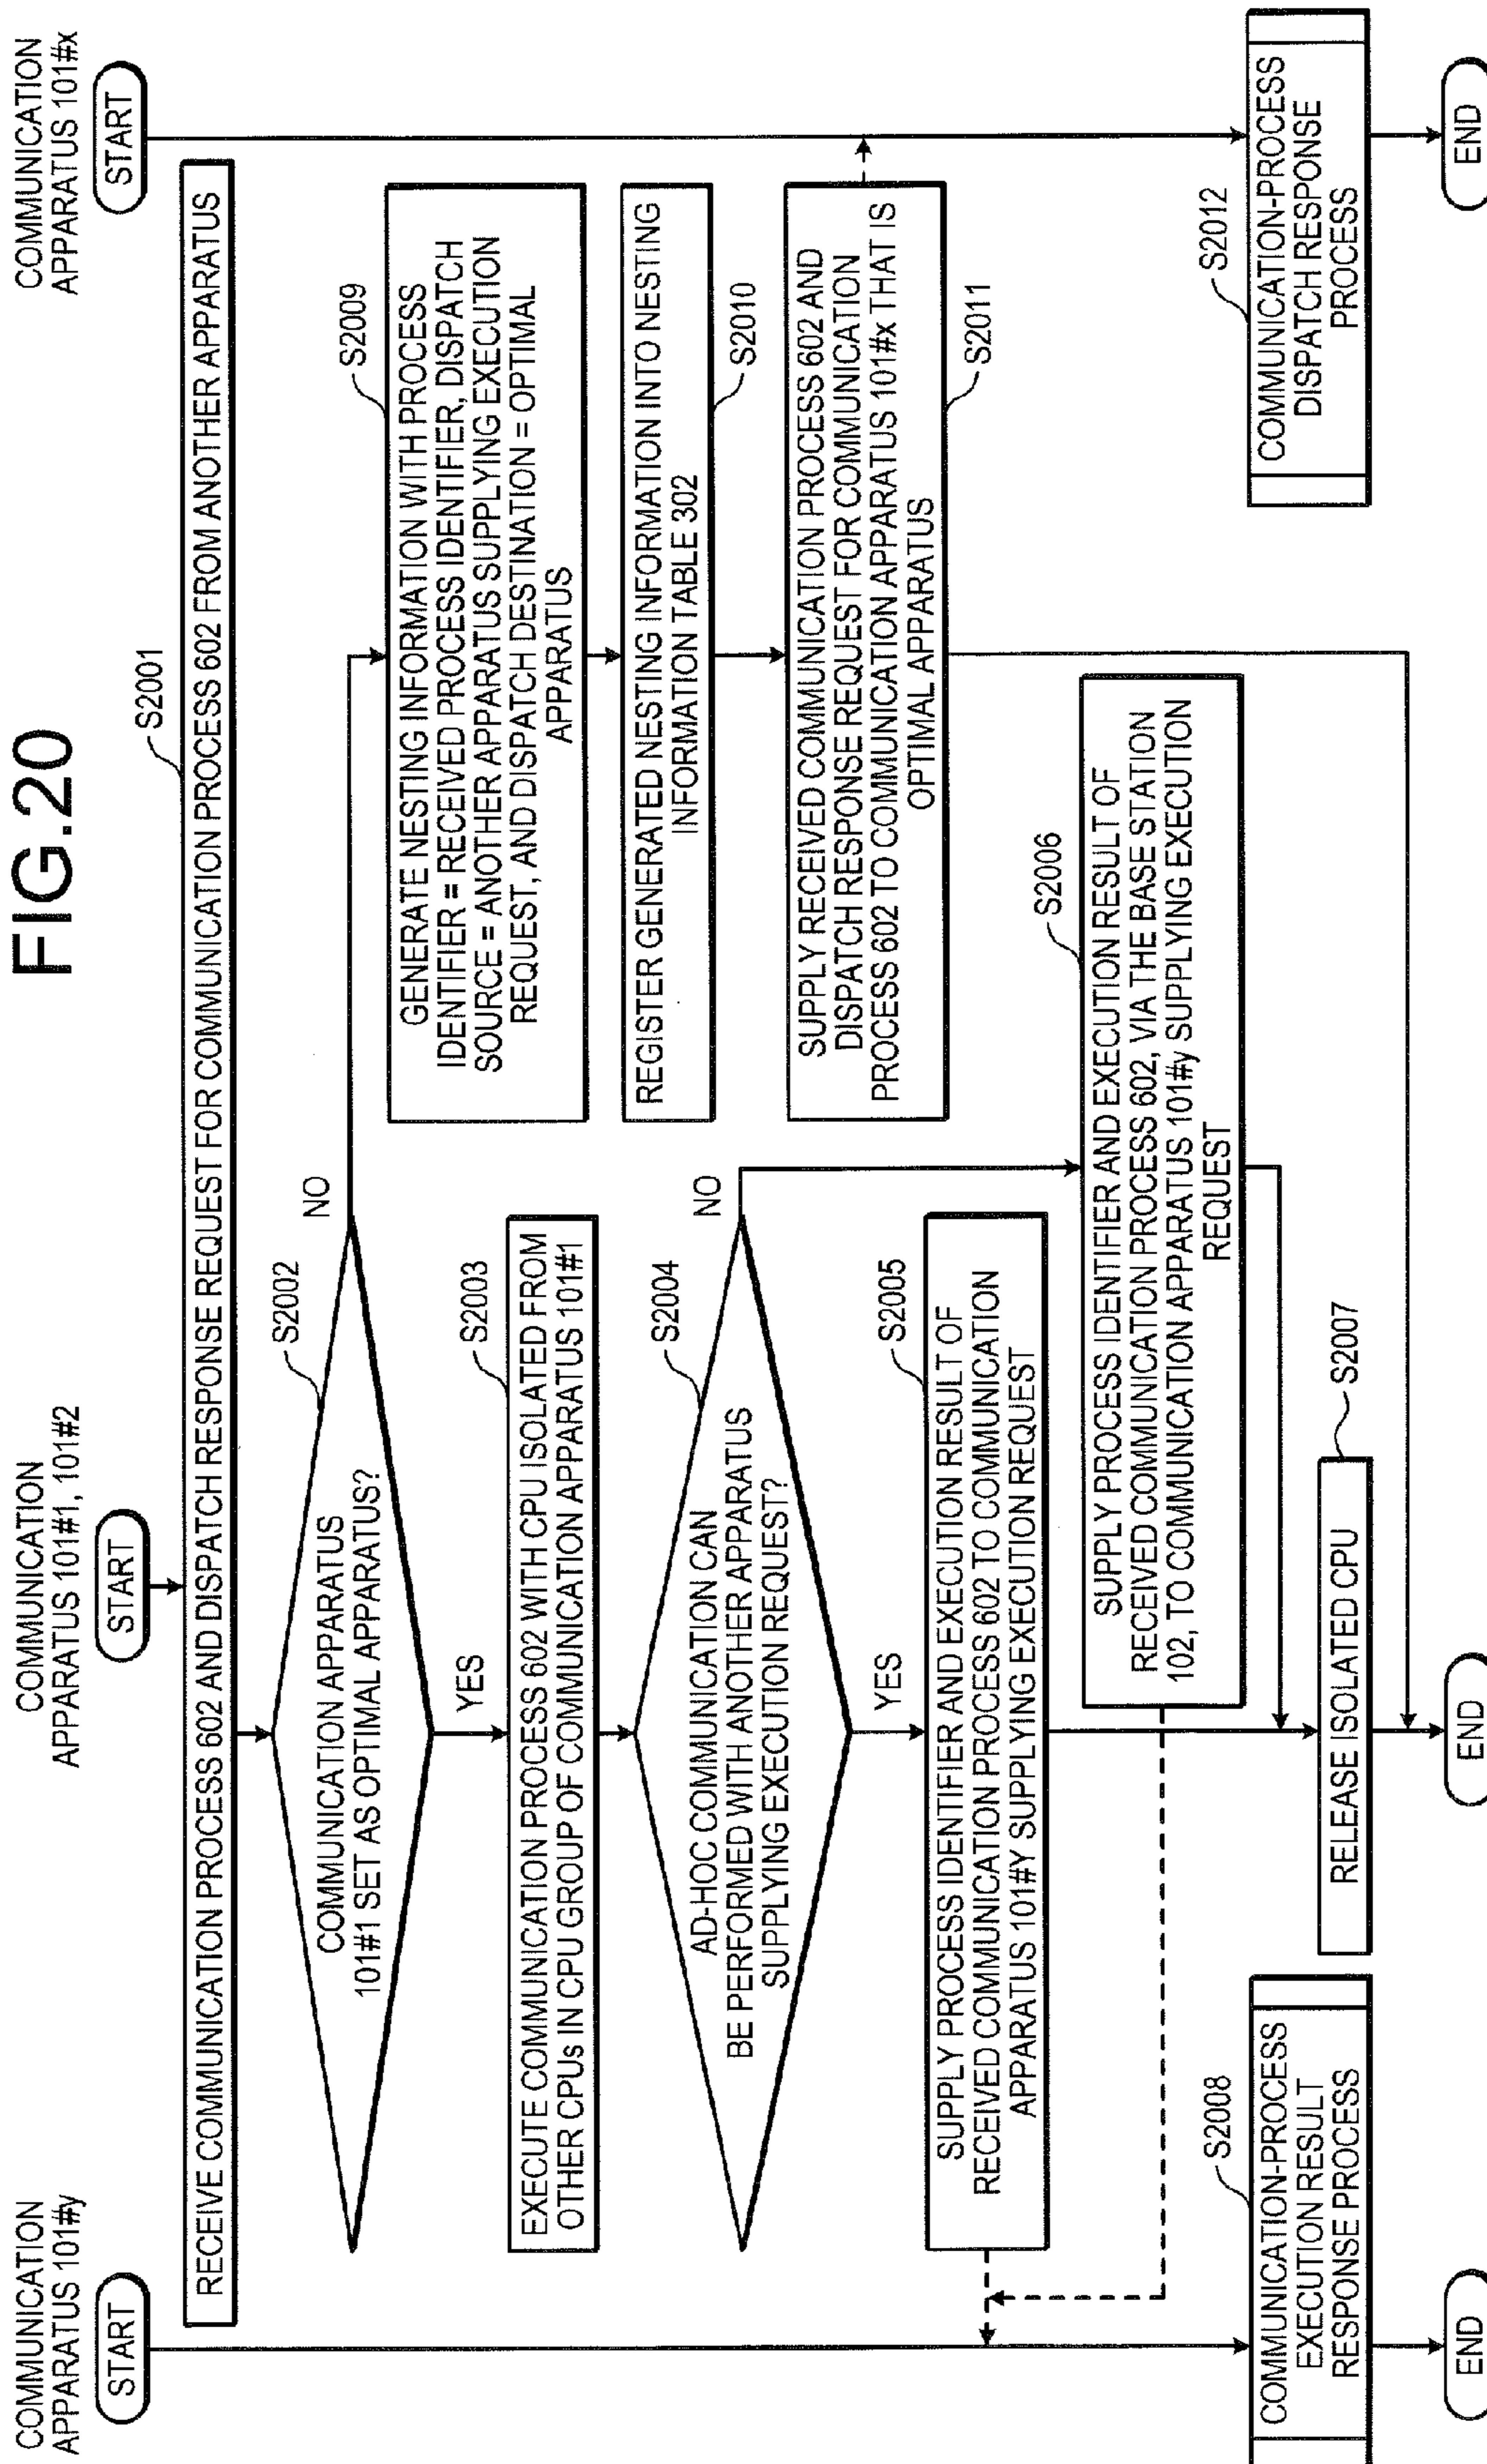 FIG.20
COMMUNICATION
APPARATUS 101#y
START
COMMUNICATION
APPARATUS 101#1, 101#2
START
COMMUNICATION
APPARATUS 101#x
START
S2001
RECEIVE COMMUNICATION PROCESS 602 AND DISPATCH RESPONSE REQUEST FOR COMMUNICATION PROCESS 602 FROM ANOTHER APPARATUS
S2002
COMMUNICATION APPARATUS
101#1 SET AS OPTIMAL APPARATUS?
NO
YES
S2003
EXECUTE COMMUNICATION PROCESS 602 WITH CPU ISOLATED FROM
OTHER CPUs IN CPU GROUP OF COMMUNICATION APPARATUS 101#1
S2004
AD-HOC COMMUNICATION CAN
BE PERFORMED WITH ANOTHER APPARATUS
SUPPLYING EXECUTION REQUEST?
NO
YES
S2005
SUPPLY PROCESS IDENTIFIER AND EXECUTION RESULT OF
RECEIVED COMMUNICATION PROCESS 602 TO COMMUNICATION
APPARATUS 101#Y SUPPLYING EXECUTION REQUEST
S2006
SUPPLY PROCESS IDENTIFIER AND EXECUTION RESULT OF
RECEIVED COMMUNICATION PROCESS 602, VIA THE BASE STATION
102, TO COMMUNICATION APPARATUS 101#y SUPPLYING EXECUTION
REQUEST
S2007
RELEASE ISOLATED CPU
END
S2008
COMMUNICATION-PROCESS
EXECUTION RESULT
RESPONSE PROCESS
END
S2009
GENERATE NESTING INFORMATION WITH PROCESS
IDENTIFIER = RECEIVED PROCESS IDENTIFIER, DISPATCH
SOURCE = ANOTHER APPARATUS SUPPLYING EXECUTION
REQUEST, AND DISPATCH DESTINATION = OPTIMAL
APPARATUS
S2010
REGISTER GENERATED NESTING INFORMATION INTO NESTING
INFORMATION TABLE 302
S2011
SUPPLY RECEIVED COMMUNICATION PROCESS 602 AND
DISPATCH RESPONSE REQUEST FOR COMMUNICATION
PROCESS 602 TO COMMUNICATION APPARATUS 101#x THAT IS
OPTIMAL APPARATUS
S2012
COMMUNICATION-PROCESS
DISPATCH RESPONSE
PROCESS
END